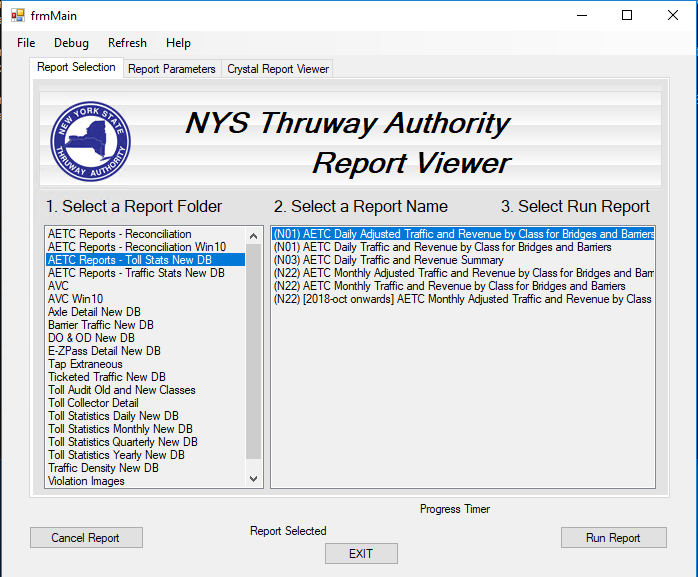 frmMain
File Debug Refresh Help
Report Selection Report Parameters Crystal Report Viewer
NEW YORK STATE
THRUWAY AUTHORITY
NYS Thruway Authority
Report Viewer
1. Select a Report Folder 2. Select a Report Name 3. Select Run Report
AETC Reports - Reconciliation
AETC Reports - Reconciliation Win10
AETC Reports - Toll Stats New DB
AETC Reports - Traffic Stats New DB
AVC
AVC Win10
Axle Detail New DB
Barrier Traffic New DB
DO & OD New DB
E-ZPass Detail New DB
Tap Extraneous
Ticketed Traffic New DB
Toll Audit Old and New Classes
Toll Collector Detail
Toll Statistics Daily New DB
Toll Statistics Monthly New DB
Toll Statistics Quarterly New DB
Toll Statistics Yearly New DB
Traffic Density New DB
Violation Images
(N01) AETC Daily Adjusted Traffic and Revenue by Class for Bridges and Barriers
(N01) AETC Daily Traffic and Revenue by Class for Bridges and Barriers
(N03) AETC Daily Traffic and Revenue Summary
(N22) AETC Monthly Adjusted Traffic and Revenue by Class for Bridges and Barr
(N22) AETC Monthly Traffic and Revenue by Class for Bridges and Barriers
(N22) [2018-oct onwards] AETC Monthly Adjusted Traffic and Revenue by Class
Progress Timer
Cancel Report Report Selected Run Report
EXIT